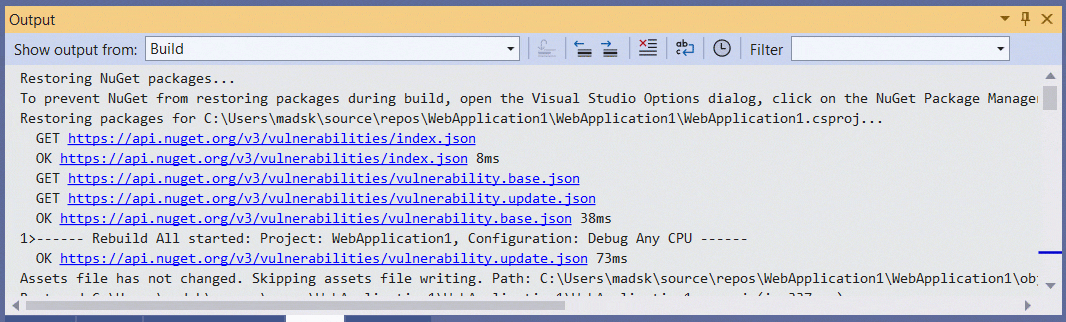 Output
Show output from: Build
Filter
Restoring NuGet packages...
To prevent NuGet from restoring packages during build, open the Visual Studio Options dialog, click on the NuGet Package Manage
Restoring packages for C:\Users\madsk\source\repos\WebApplication1\WebApplication1\WebApplication1.csproj...
GET https://api.nuget.org/v3/vulnerabilities/index.json
OK https://api.nuget.org/v3/vulnerabilities/index.json 8ms
GET https://api.nuget.org/v3/vulnerabilities/vulnerability.base.json
GET https://api.nuget.org/v3/vulnerabilities/vulnerability.update.json
OK https://api.nuget.org/v3/vulnerabilities/vulnerability.base.json 38ms
1>------ Rebuild All started: Project: WebApplication1, Configuration: Debug Any CPU ------
OK https://api.nuget.org/v3/vulnerabilities/vulnerability.update.json 73ms
Assets file has not changed. Skipping assets file writing. Path: C:\Users\madsk\source\repos\WebApplication1\WebApplication1\ob